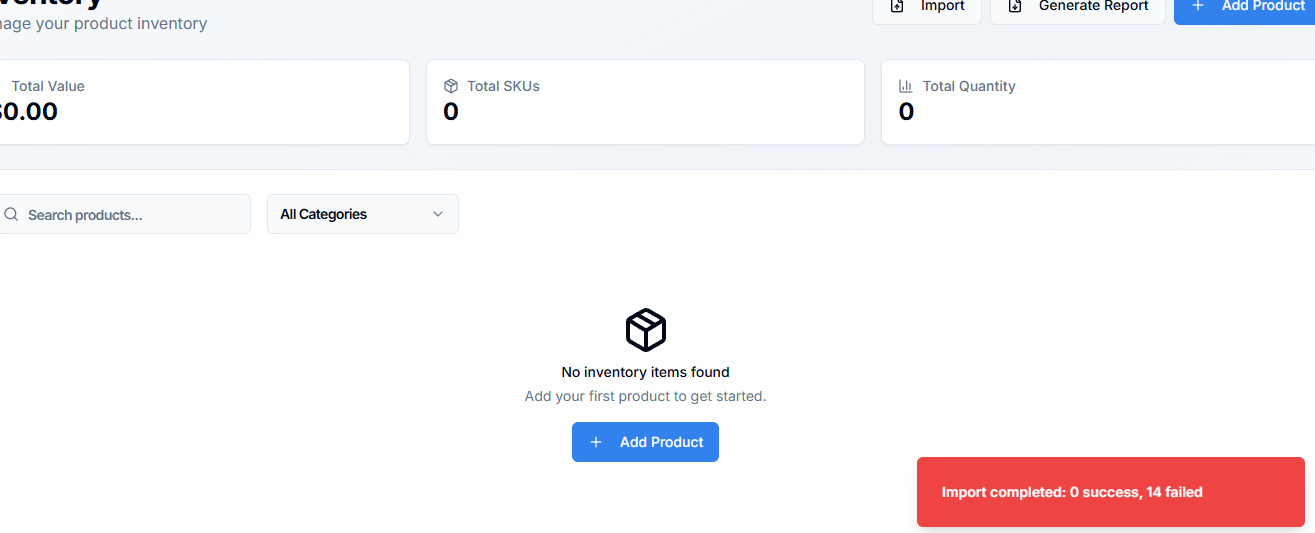 Import
Generate Report
Add Product
nage your product inventory
Total Value
Total SKUs
Total Quantity
0.00
0
0
Search products...
All Categories
No inventory items found
Add your first product to get started.
Add Product
Import completed: 0 success, 14 failed